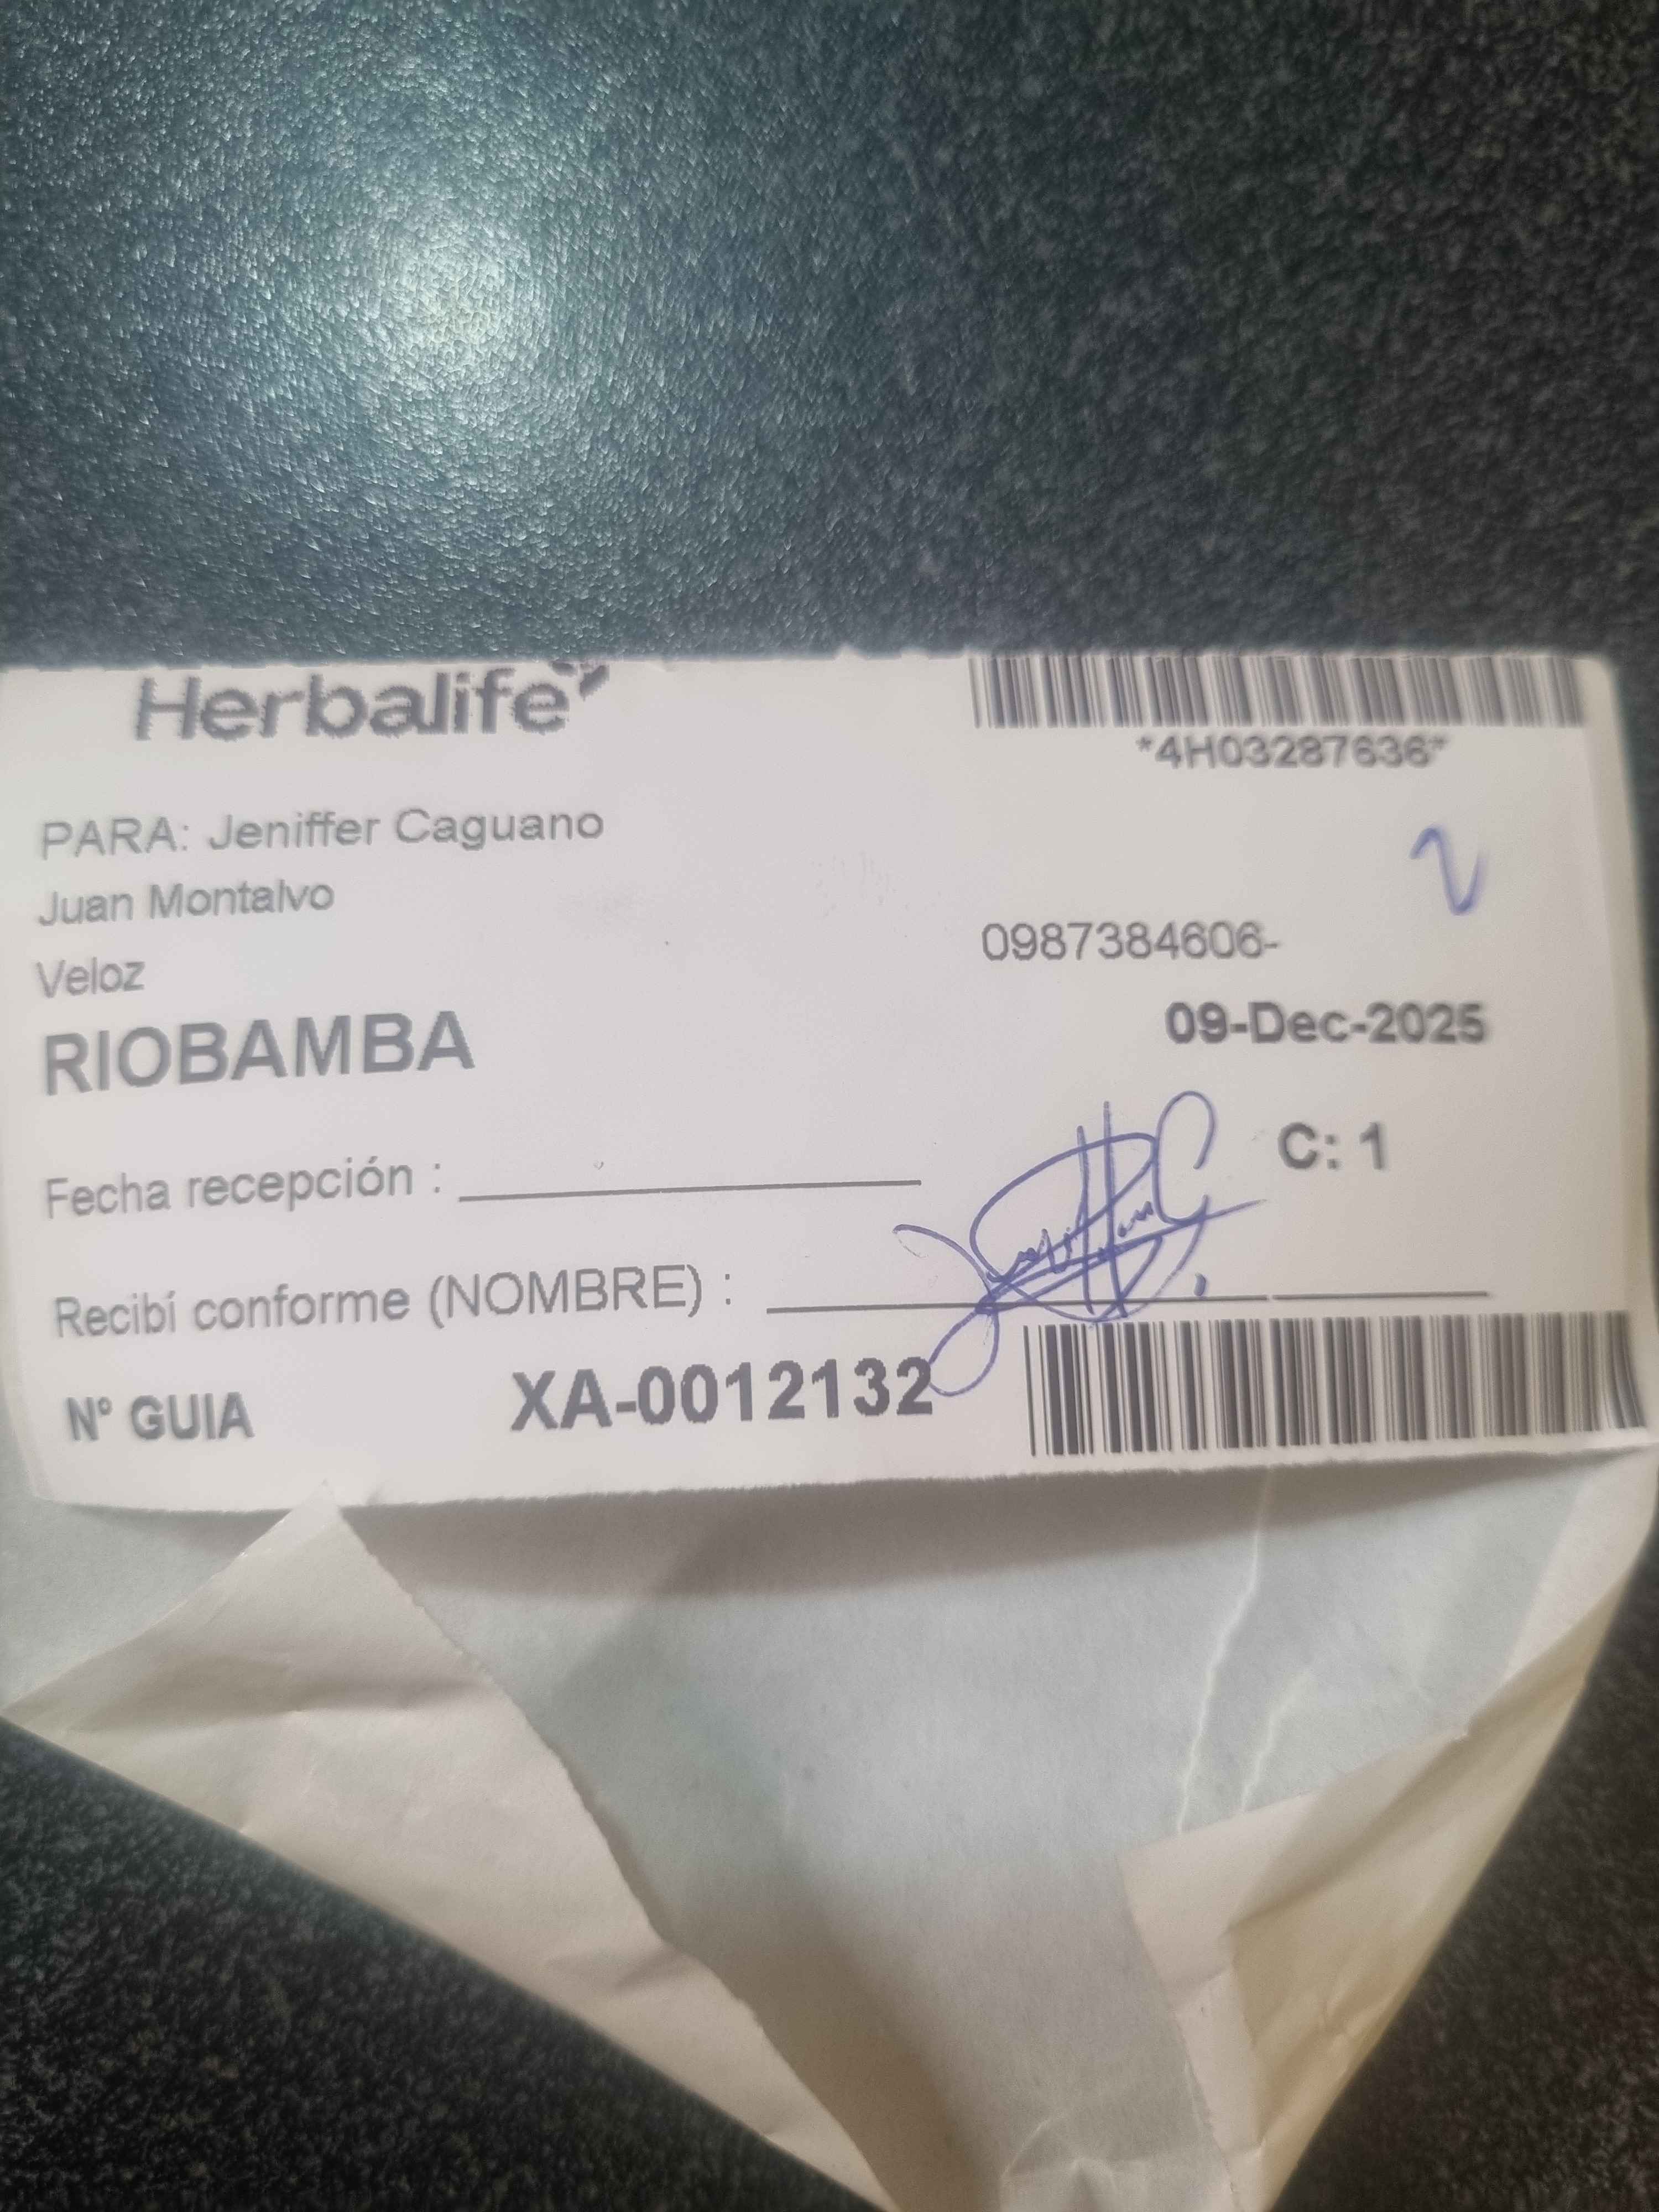 Herbalife
*4H03287636*
PARA: Jeniffer Caguano
2
Juan Montalvo
0987384606-
Veloz
09-Dec-2025
RIOBAMBA
C: 1
Fecha recepción :
Recibí conforme (NOMBRE) :
Nº GUIA XA-0012132